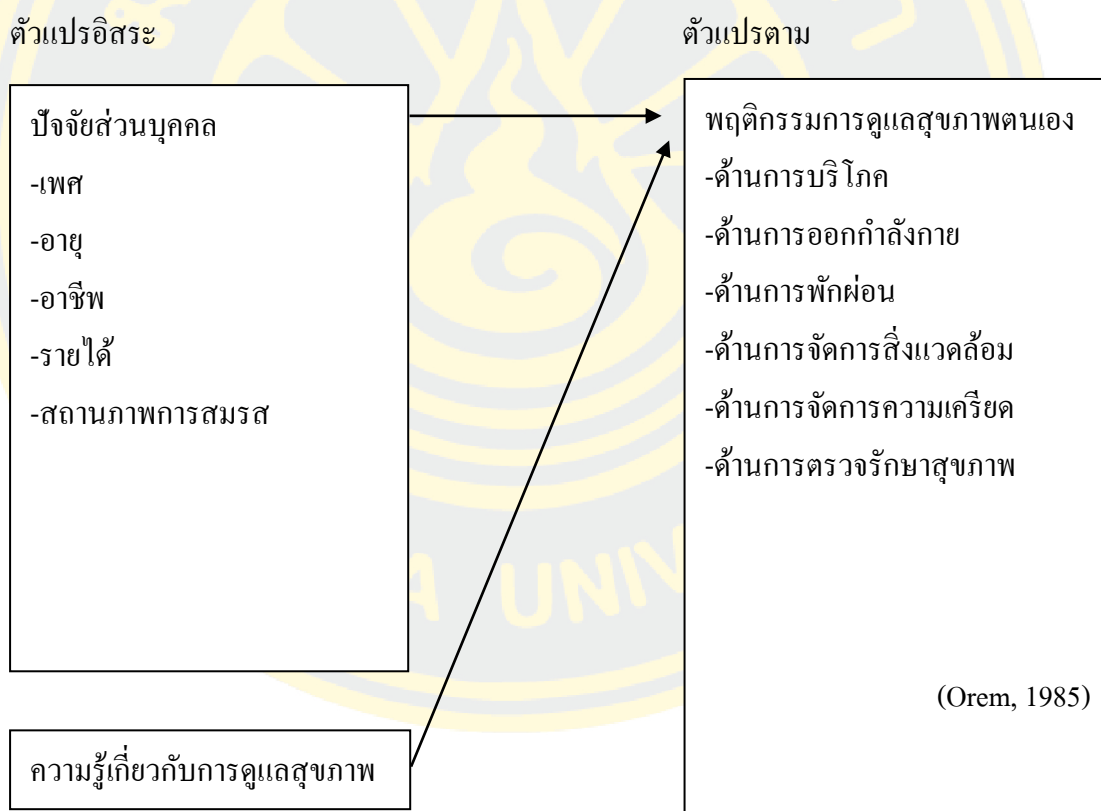 ตัวแปรอิสระ
ตัวแปรตาม
ปัจจัยส่วนบุคคล
-เพศ
-อายุ
-อาชีพ
-รายได้
-สถานภาพการสมรส
ความรู้เกี่ยวกับการดูแลสุขภาพ
พฤติกรรมการดูแลสุขภาพตนเอง
-ด้านการบริโภค
-ด้านการออกกำลังกาย
-ด้านการพักผ่อน
-ด้านการจัดการสิ่งแวดล้อม
-ด้านการจัดการความเครียด
-ด้านการตรวจรักษาสุขภาพ
(Orem, 1985)
A UNIV